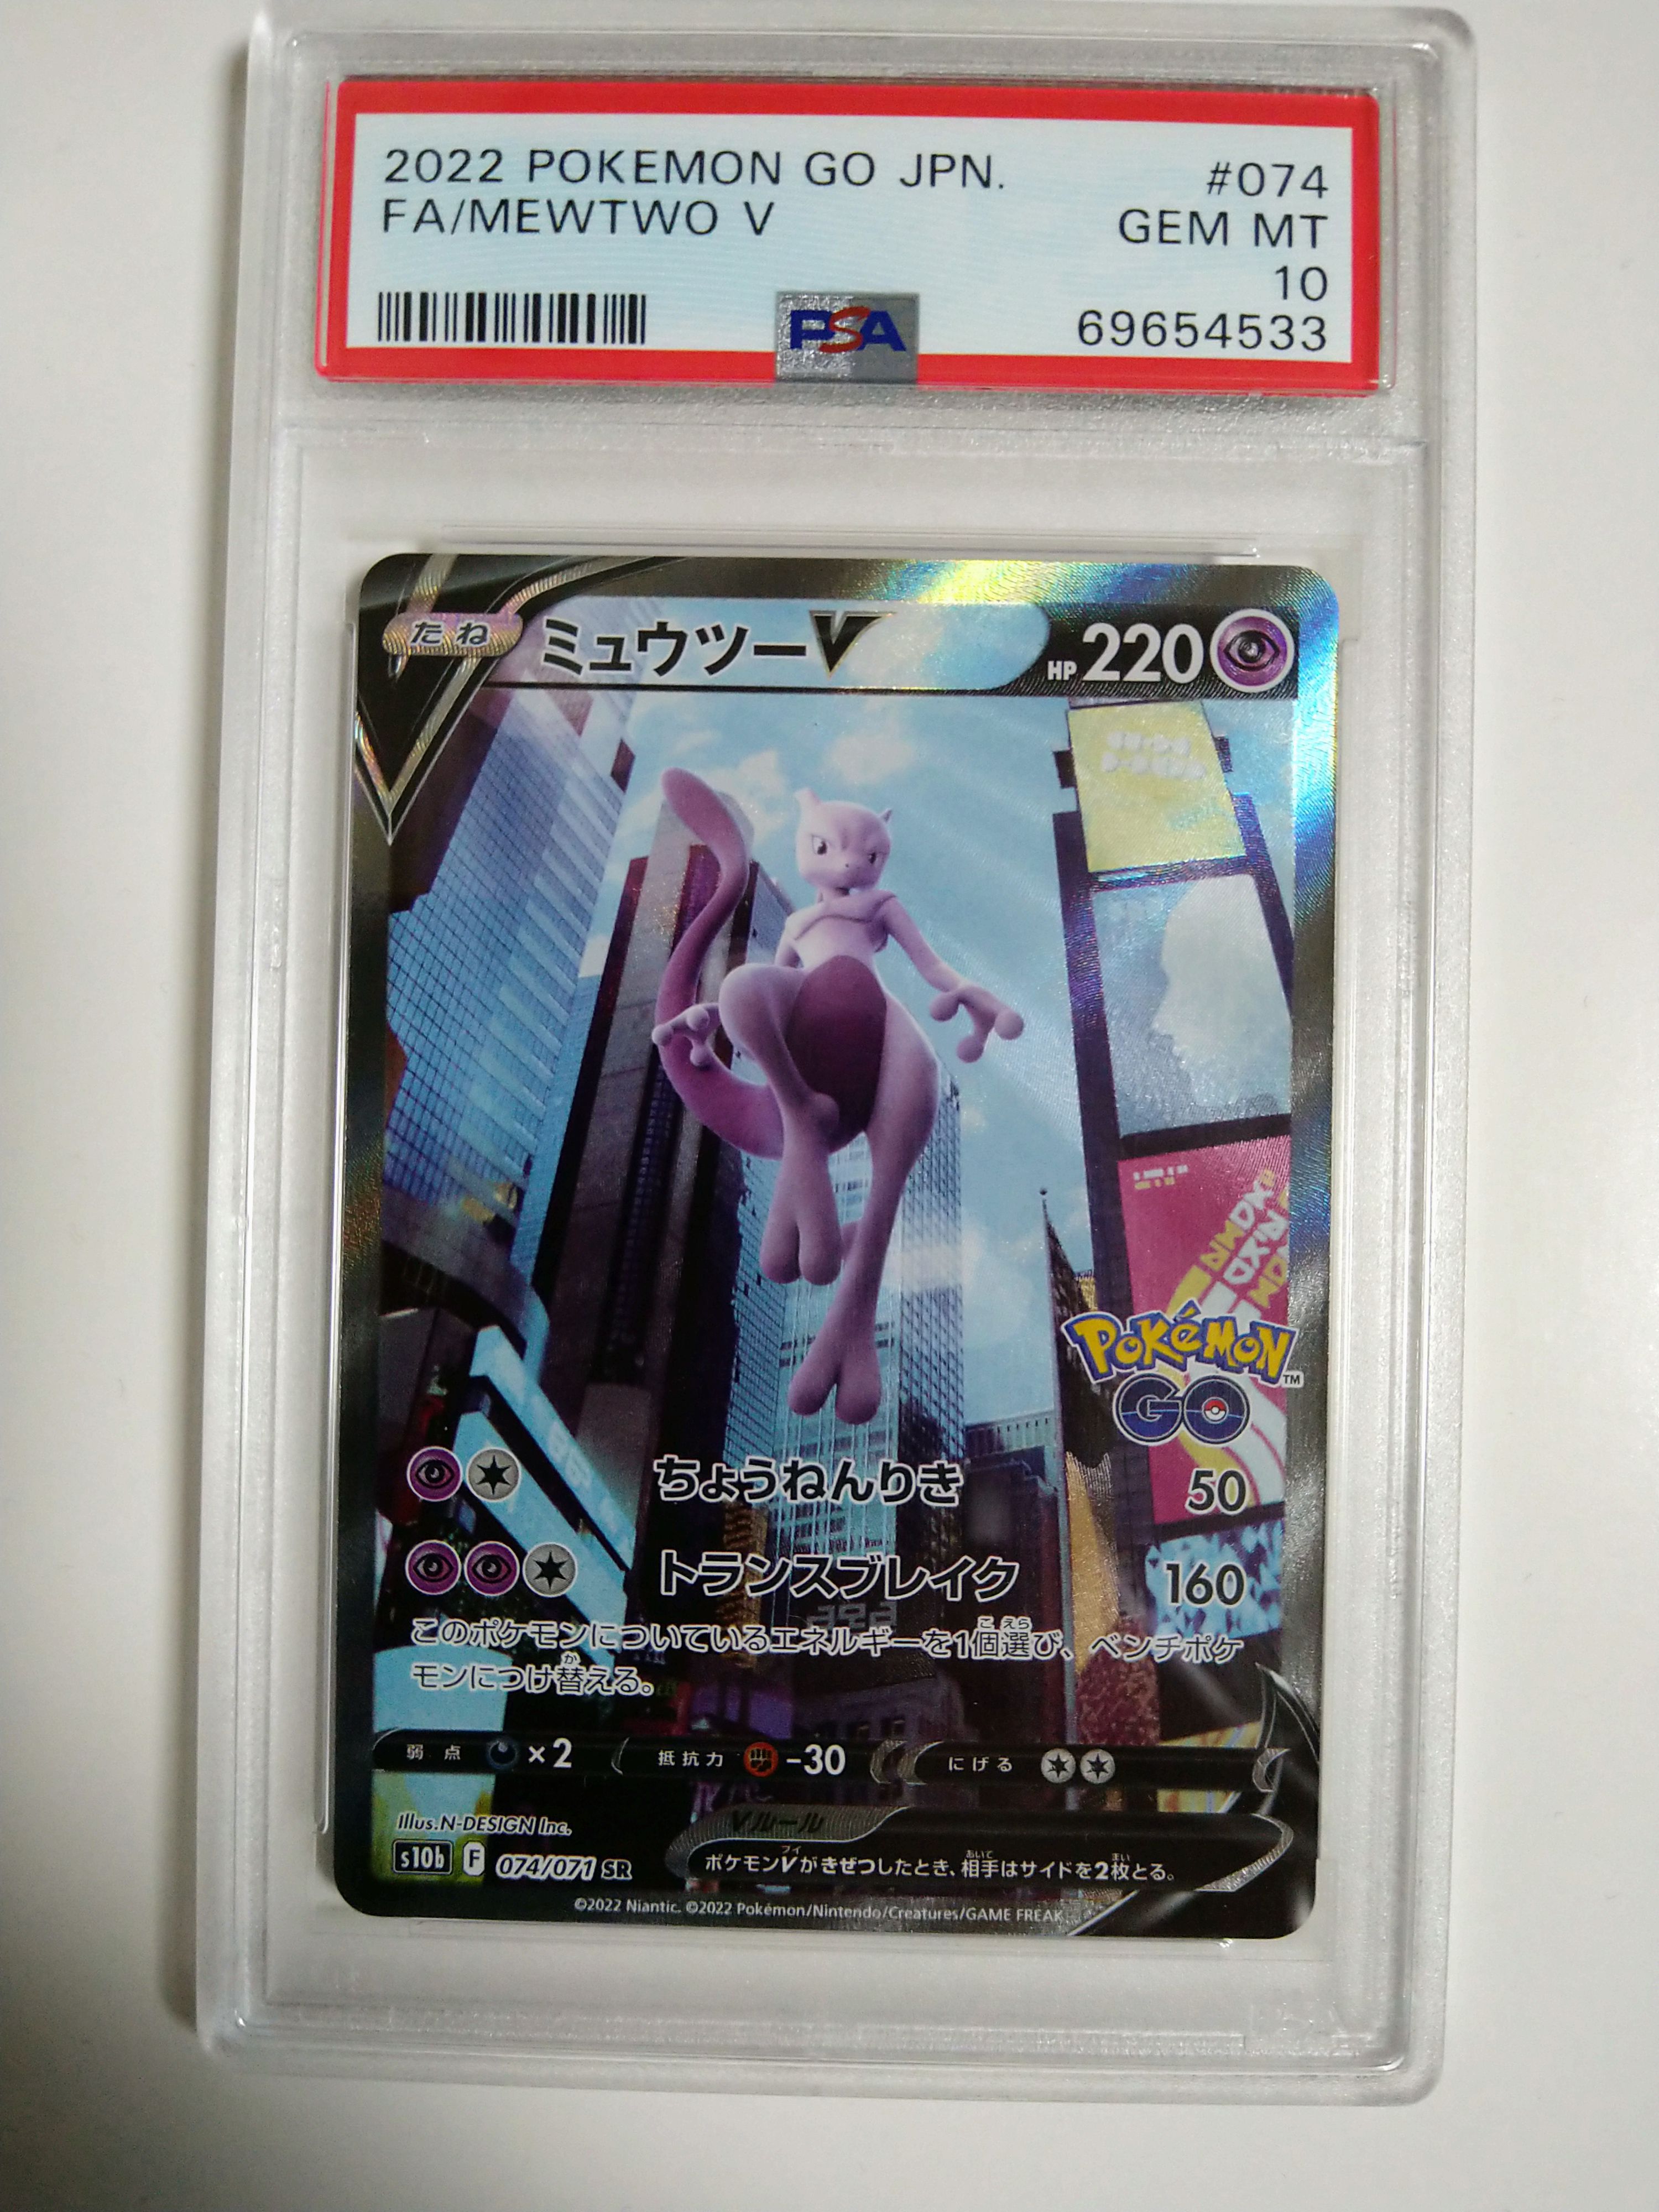 2022 POKEMON GO JPN. #074
FA/MEWTWO V GEM MT
10
PSA 69654533
たね ミュウツーV HP 220
Pokémon™
GO
ちょうねんりき 50
トランスブレイク 160
このポケモンについているエネルギーを1個選び、ベンチポケ
モンにつけ替える。
弱点 ×2 抵抗力 -30 にげる
Illus.N-DESIGN Inc.
Vルール
s10b F 074/071 SR ポケモンVがきぜつしたとき、相手はサイドを2枚とる。
©2022 Niantic. ©2022 Pokémon/Nintendo/Creatures/GAME FREAK